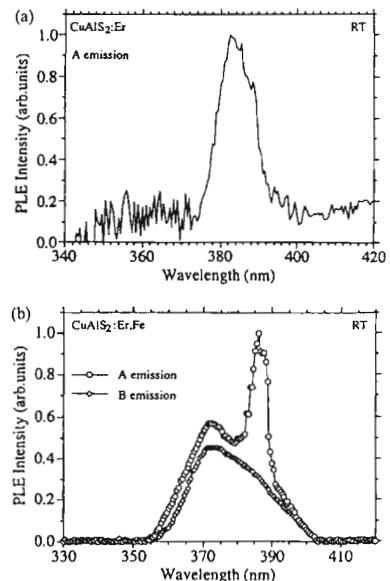 (a)
CuAlS2:Er
RT
A emission
PLE Intensity (arb.units)
1.0
0.8
0.6
0.4
0.2
0.0
340
360
380
400
420
Wavelength (nm)
(b)
CuAlS2:Er,Fe
RT
A emission
B emission
PLE Intensity (arb.units)
1.0
0.8
0.6
0.4
0.2
0.0
330
350
370
390
410
Wavelength (nm)